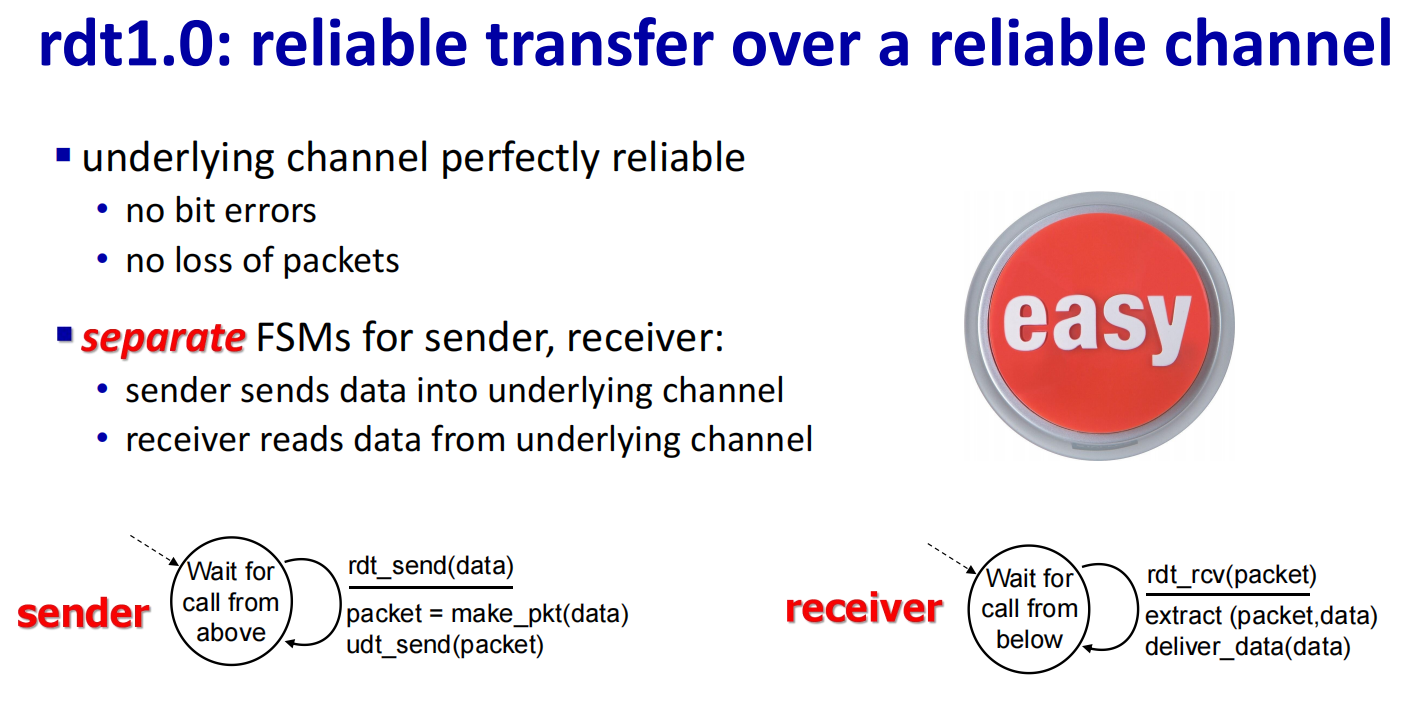 rdt1.0: reliable transfer over a reliable channel
underlying channel perfectly reliable
no bit errors
no loss of packets
separate FSMs for sender, receiver:
sender sends data into underlying channel
receiver reads data from underlying channel
easy
sender
Wait for
call from
above
rdt_send(data)
packet = make_pkt(data)
udt_send(packet)
receiver
Wait for
call from
below
rdt_rcv(packet)
extract (packet,data)
deliver_data(data)